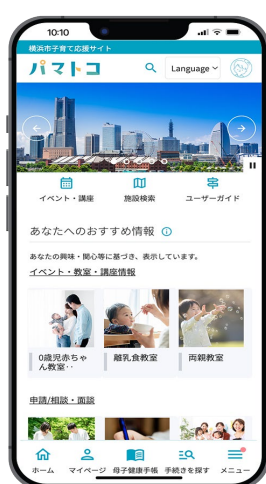 10:10
横浜市子育て応援サイト
パマトコ
Language
イベント・講座
施設検索
ユーザーガイド
あなたへのおすすめ情報
あなたの興味・関心等に基づき、表示しています。
イベント・教室・講座情報
0歳児赤ちゃ
ん教室‥
離乳食教室
両親教室
申請/相談・面談
ホーム
マイページ
母子健康手帳
手続きを探す
メニュー